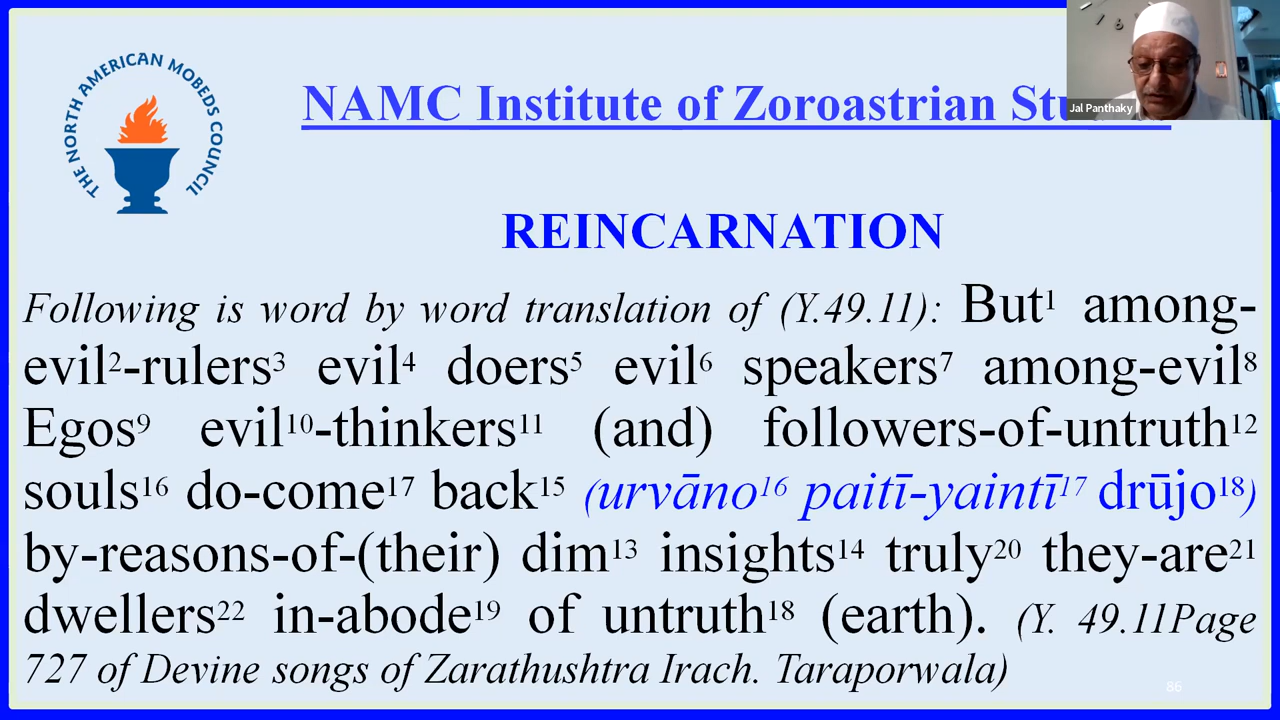 THE NORTH AMERICAN MOBEDS COUNCIL
NAMC Institute of Zoroastrian Stu
Jal Panthaky
REINCARNATION
Following is word by word translation of (Y.49.11): But¹ among-
evil²-rulers³ evil⁴ doers⁵ evil⁶ speakers⁷ among-evil⁸
Egos⁹ evil¹⁰-thinkers¹¹ (and) followers-of-untruth¹²
souls¹⁶ do-come¹⁷ back¹⁵ (urvāno¹⁶ paitī-yaintī¹⁷ drūjo¹⁸)
by-reasons-of-(their) dim¹³ insights¹⁴ truly²⁰ they-are²¹
dwellers²² in-abode¹⁹ of untruth¹⁸ (earth). (Y. 49.11Page
727 of Devine songs of Zarathushtra Irach. Taraporwala)
86